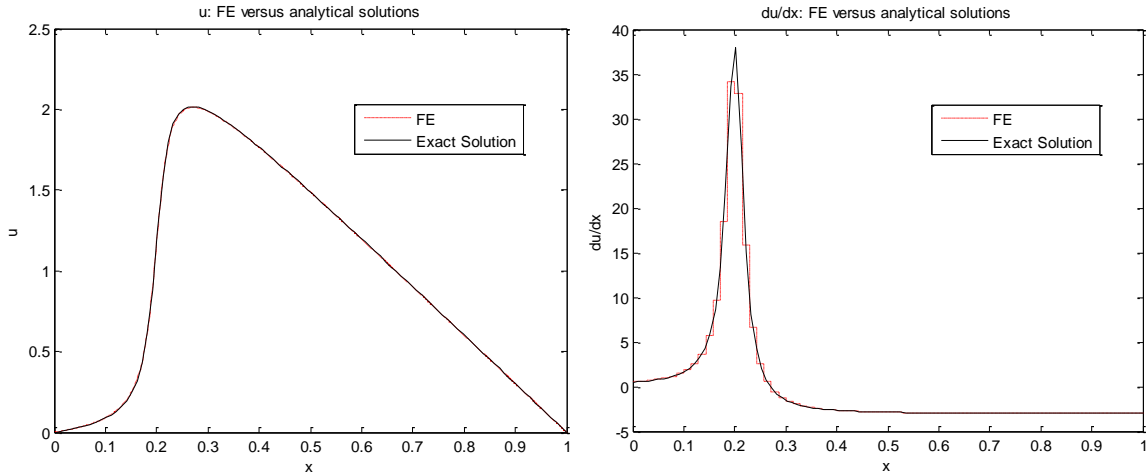 u: FE versus analytical solutions
2.5
2
1.5
1
0.5
0
u
FE
Exact Solution
0 0.1 0.2 0.3 0.4 0.5 0.6 0.7 0.8 0.9 1
x
du/dx: FE versus analytical solutions
40
35
30
25
20
15
10
5
0
-5
du/dx
FE
Exact Solution
0 0.1 0.2 0.3 0.4 0.5 0.6 0.7 0.8 0.9 1
x